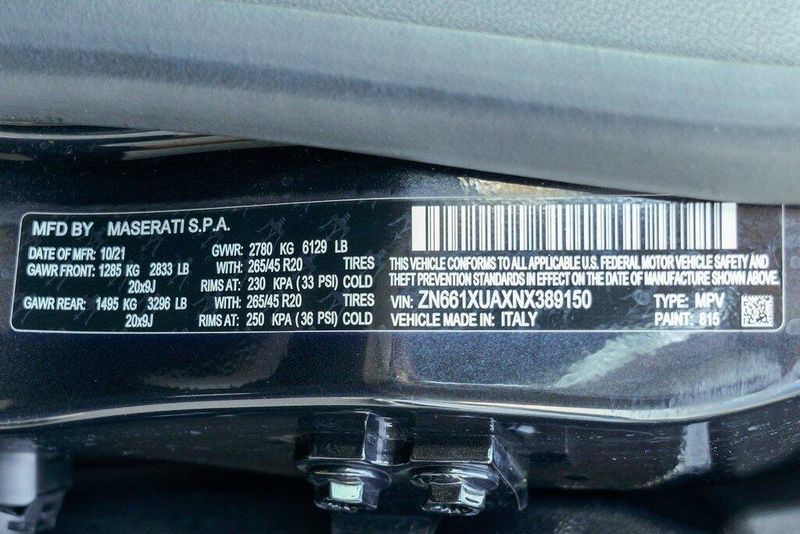 MFD BY MASERATI S.P.A.
DATE OF MFR: 10/21 GVWR: 2780 KG 6129 LB
GAWR FRONT: 1285 KG 2833 LB WITH: 265/45 R20 TIRES
20x9J RIMS AT: 230 KPA (33 PSI) COLD
GAWR REAR: 1495 KG 3296 LB WITH: 265/45 R20 TIRES
20x9J RIMS AT: 250 KPA (36 PSI) COLD
THIS VEHICLE CONFORMS TO ALL APPLICABLE U.S. FEDERAL MOTOR VEHICLE SAFETY AND
THEFT PREVENTION STANDARDS IN EFFECT ON THE DATE OF MANUFACTURE SHOWN ABOVE.
VIN: ZN661XUAXNX389150 TYPE: MPV
VEHICLE MADE IN: ITALY PAINT: 815